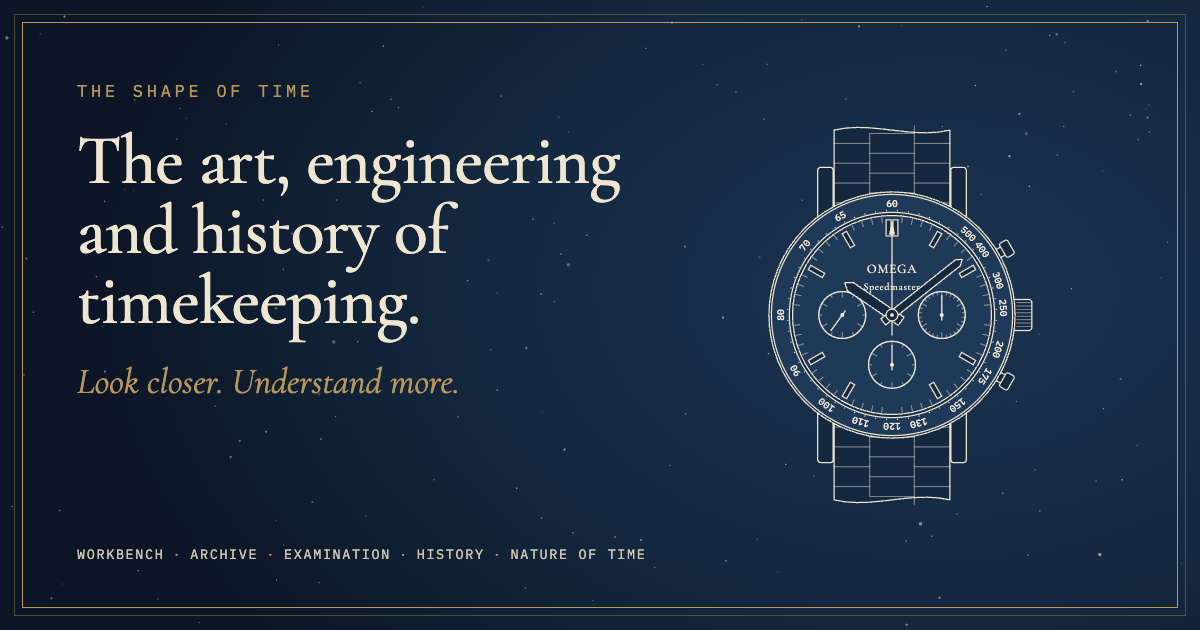 THE SHAPE OF TIME
The art, engineering
and history of
timekeeping.
Look closer. Understand more.
WORKBENCH · ARCHIVE · EXAMINATION · HISTORY · NATURE OF TIME
OMEGA
Speedmaster
60
500
400
300
250
200
175
150
130
120
110
100
90
80
70
65